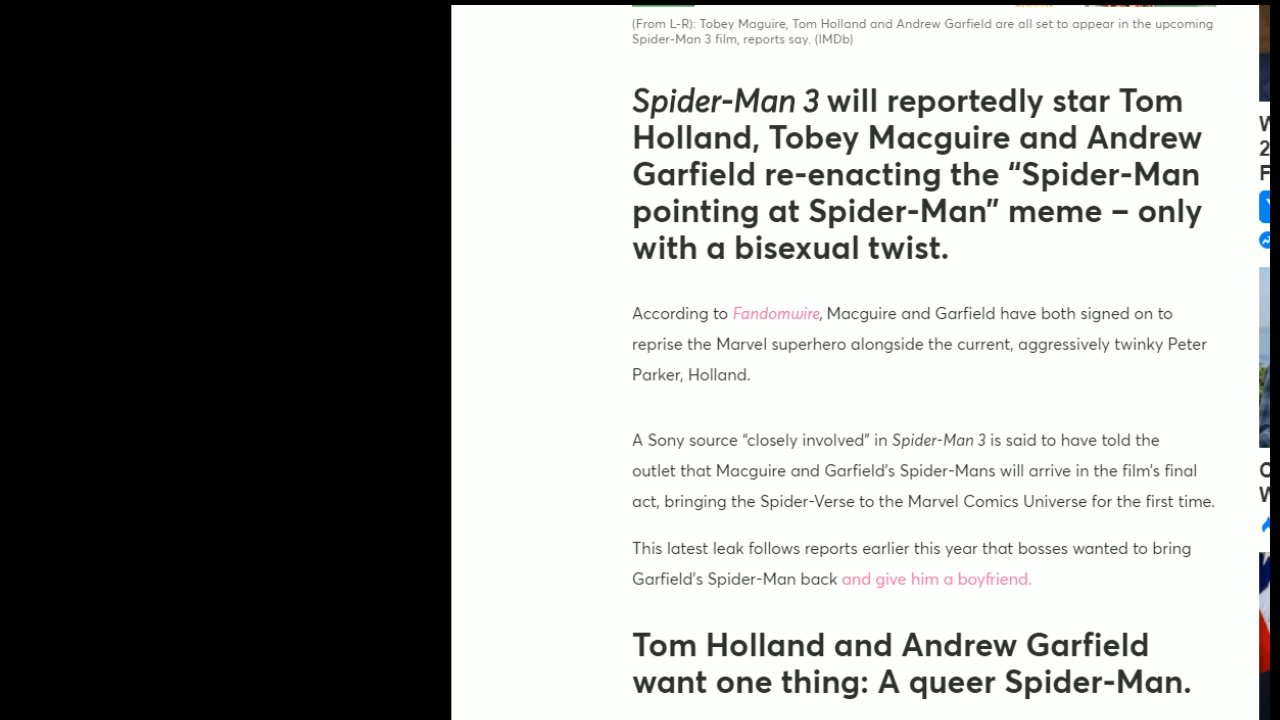 (From L-R): Tobey Maguire, Tom Holland and Andrew Garfield are all set to appear in the upcoming
Spider-Man 3 film, reports say. (IMDb)
Spider-Man 3 will reportedly star Tom
Holland, Tobey Macguire and Andrew
Garfield re-enacting the “Spider-Man
pointing at Spider-Man” meme – only
with a bisexual twist.
According to Fandomwire, Macguire and Garfield have both signed on to
reprise the Marvel superhero alongside the current, aggressively twinky Peter
Parker, Holland.
A Sony source “closely involved” in Spider-Man 3 is said to have told the
outlet that Macguire and Garfield’s Spider-Mans will arrive in the film’s final
act, bringing the Spider-Verse to the Marvel Comics Universe for the first time.
This latest leak follows reports earlier this year that bosses wanted to bring
Garfield’s Spider-Man back and give him a boyfriend.
Tom Holland and Andrew Garfield
want one thing: A queer Spider-Man.